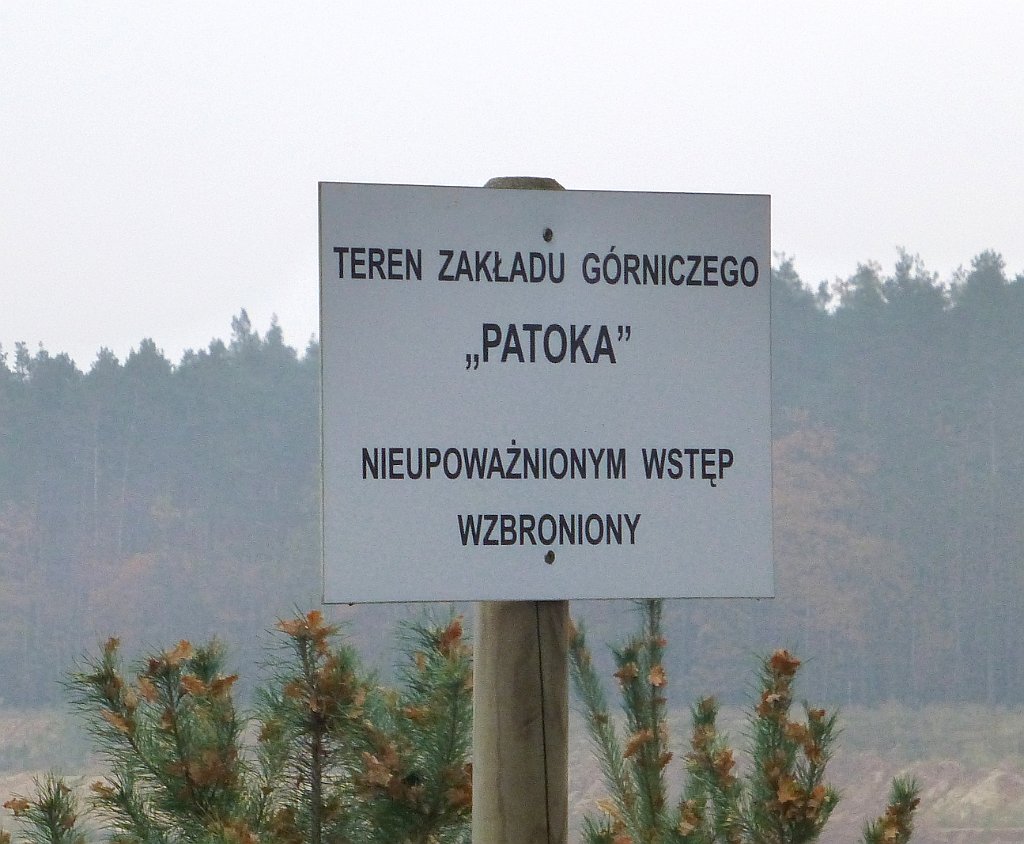 TEREN ZAKŁADU GÓRNICZEGO
„PATOKA”
NIEUPOWAŻNIONYM WSTĘP
WZBRONIONY